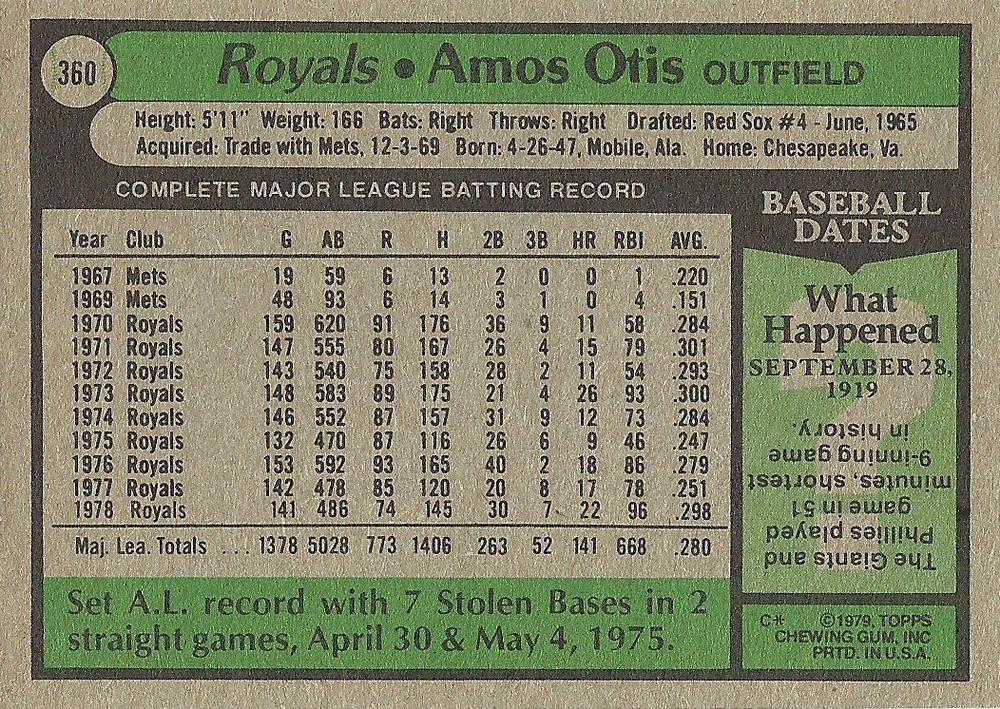 360
Royals • Amos Otis OUTFIELD
Height: 5'11" Weight: 166 Bats: Right Throws: Right Drafted: Red Sox #4 - June, 1965
Acquired: Trade with Mets, 12-3-69 Born: 4-26-47, Mobile, Ala. Home: Chesapeake, Va.
COMPLETE MAJOR LEAGUE BATTING RECORD
Year Club G AB R H 2B 3B HR RBI AVG.
1967 Mets 19 59 6 13 2 0 0 1 .220
1969 Mets 48 93 6 14 3 1 0 4 .151
1970 Royals 159 620 91 176 36 9 11 58 .284
1971 Royals 147 555 80 167 26 4 15 79 .301
1972 Royals 143 540 75 158 28 2 11 54 .293
1973 Royals 148 583 89 175 21 4 26 93 .300
1974 Royals 146 552 87 157 31 9 12 73 .284
1975 Royals 132 470 87 116 26 6 9 46 .247
1976 Royals 153 592 93 165 40 2 18 86 .279
1977 Royals 142 478 85 120 20 8 17 78 .251
1978 Royals 141 486 74 145 30 7 22 96 .298
Maj. Lea. Totals ... 1378 5028 773 1406 263 52 141 668 .280
Set A.L. record with 7 Stolen Bases in 2
straight games, April 30 & May 4, 1975.
BASEBALL
DATES
What
Happened
SEPTEMBER 28,
1919
The Giants and
Phillies played
game in 51
minutes, shortest
9-inning game
in history.
C* ©1979, TOPPS
CHEWING GUM, INC
PRTD. IN U.S.A.